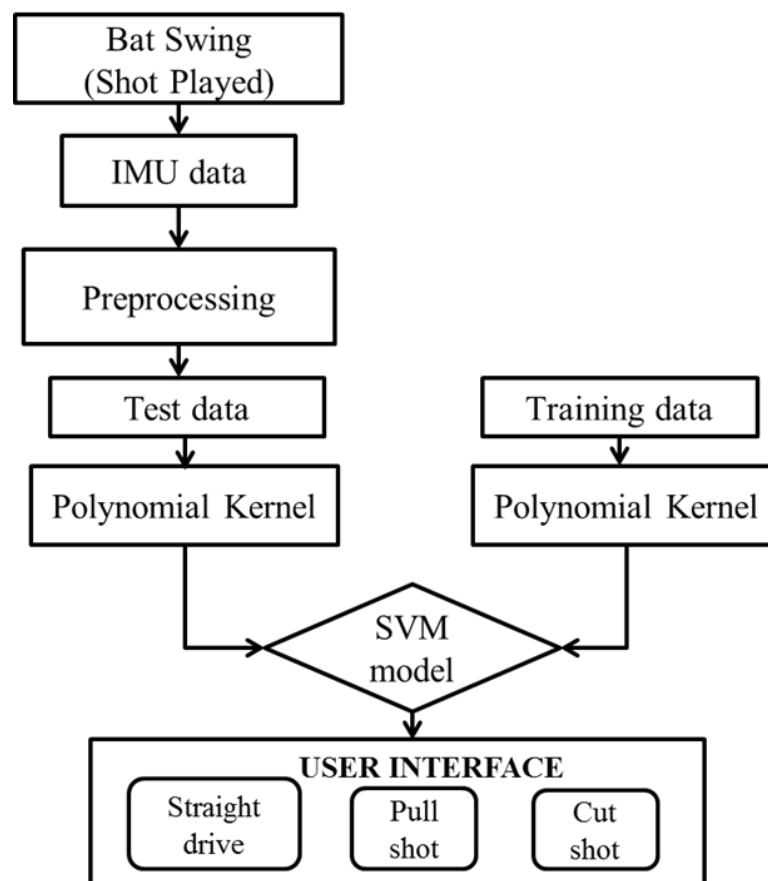 Bat Swing
(Shot Played)
IMU data
Preprocessing
Test data
Training data
Polynomial Kernel
Polynomial Kernel
SVM
model
USER INTERFACE
Straight
drive
Pull
shot
Cut
shot